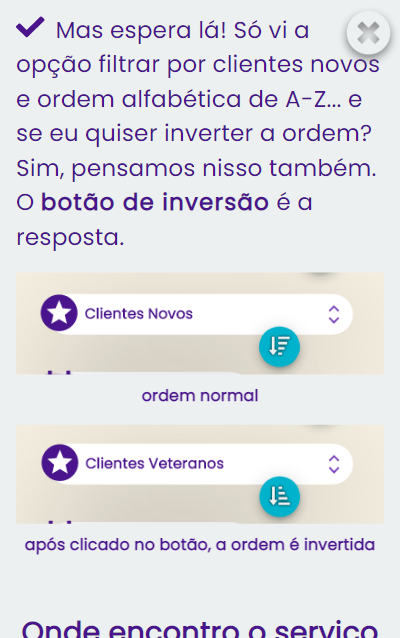 Mas espera lá! Só vi a
opção filtrar por clientes novos
e ordem alfabética de A-Z... e
se eu quiser inverter a ordem?
Sim, pensamos nisso também.
O botão de inversão é a
resposta.
Clientes Novos
ordem normal
Clientes Veteranos
após clicado no botão, a ordem é invertida
Onde encontro o serviço